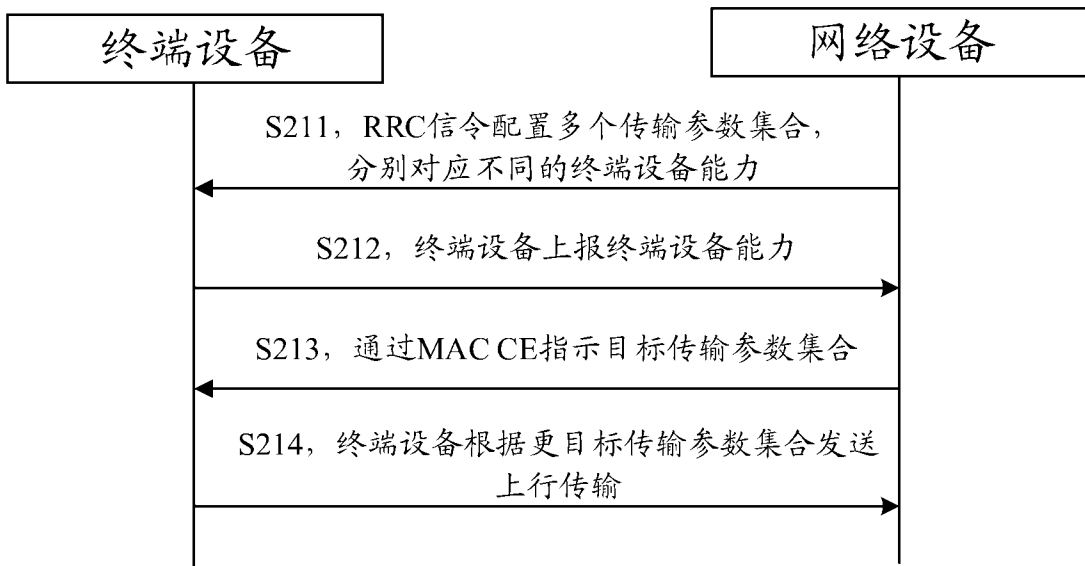 终端设备
网络设备
S211，RRC信令配置多个传输参数集合，
分别对应不同的终端设备能力
S212，终端设备上报终端设备能力
S213，通过MAC CE指示目标传输参数集合
S214，终端设备根据更目标传输参数集合发送
上行传输